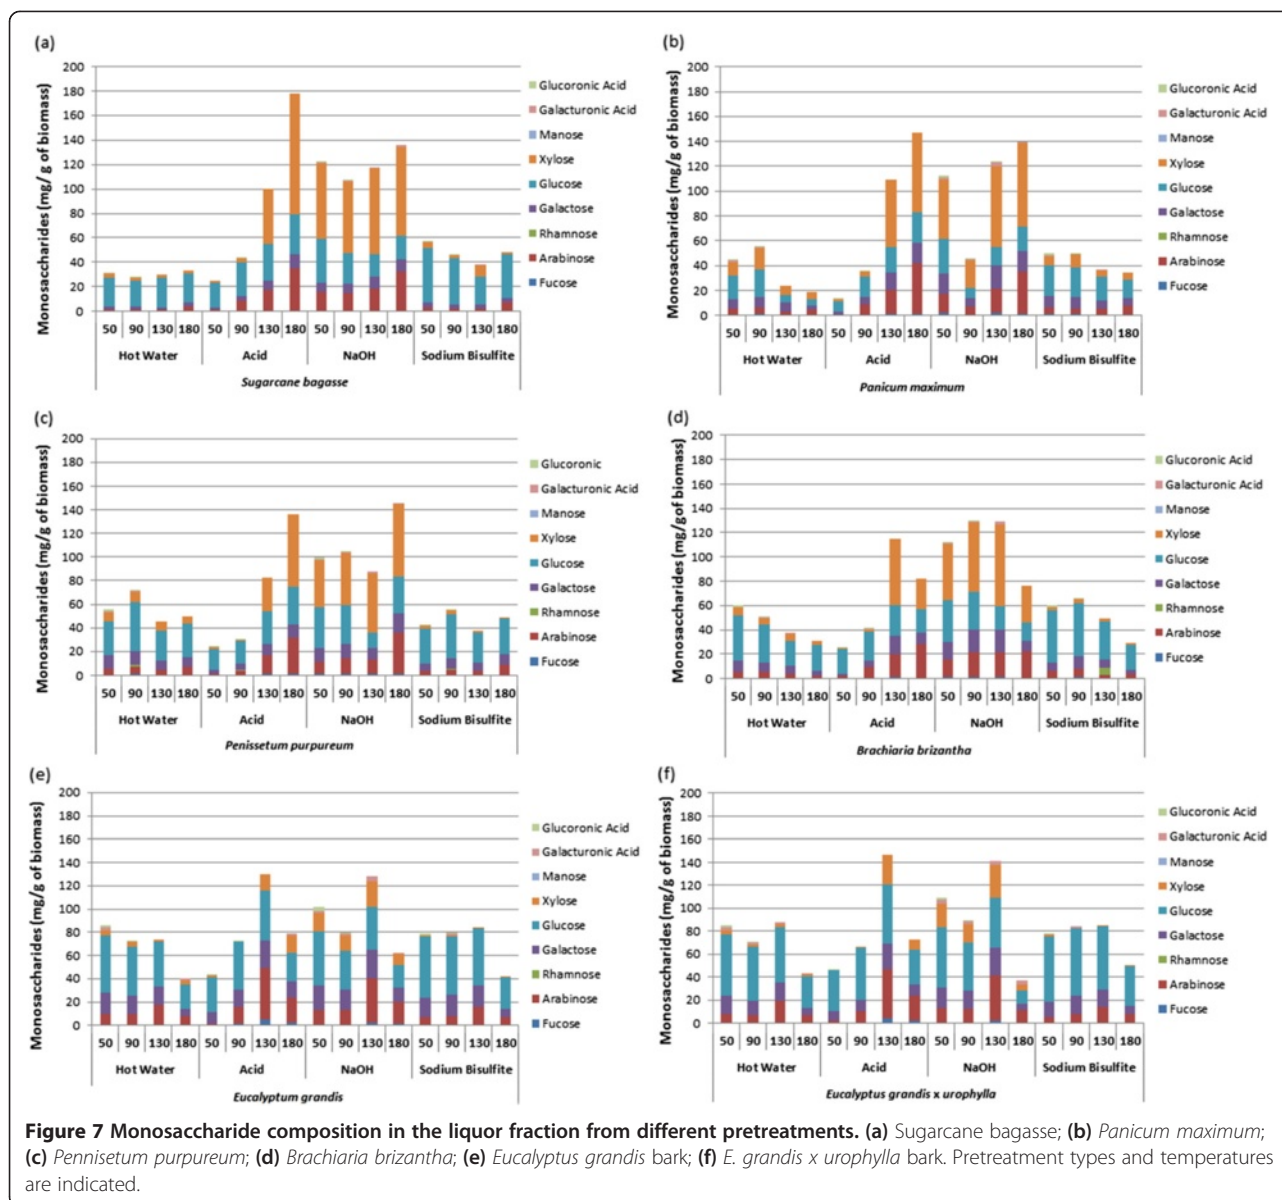 (a)
Monosaccharides (mg/ g of biomass)
200
180
160
140
120
100
80
60
40
20
0
50 90 130 180 50 90 130 180 50 90 130 180 50 90 130 180
Hot Water Acid NaOH Sodium Bisulfite
Sugarcane bagasse
Glucoronic Acid
Galacturonic Acid
Manose
Xylose
Glucose
Galactose
Rhamnose
Arabinose
Fucose
(b)
Monosaccharides (mg/g of biomass)
200
180
160
140
120
100
80
60
40
20
0
50 90 130 180 50 90 130 180 50 90 130 180 50 90 130 180
Hot Water Acid NaOH Sodium Bisulfite
Panicum maximum
Glucoronic Acid
Galacturonic Acid
Manose
Xylose
Glucose
Galactose
Rhamnose
Arabinose
Fucose
(c)
Monosaccharides (mg/g of biomass)
200
180
160
140
120
100
80
60
40
20
0
50 90 130 180 50 90 130 180 50 90 130 180 50 90 130 180
Hot Water Acid NaOH Sodium Bisulfite
Penissetum purpureum
Glucoronic
Galacturonic Acid
Manose
Xylose
Glucose
Galactose
Rhamnose
Arabinose
Fucose
(d)
Monosaccharides (mg/gof biomass)
200
180
160
140
120
100
80
60
40
20
0
50 90 130 180 50 90 130 180 50 90 130 180 50 90 130 180
Hot Water Acid NaOH Sodium Bisulfite
Brachiaria brizantha
Glucoronic Acid
Galacturonic Acid
Manose
Xylose
Glucose
Galactose
Rhamnose
Arabinose
Fucose
(e)
Monosaccharides (mg/g of biomass)
200
180
160
140
120
100
80
60
40
20
0
50 90 130 180 50 90 130 180 50 90 130 180 50 90 130 180
Hot Water Acid NaOH Sodium Bisulfite
Eucalyptum grandis
Glucoronic Acid
Galacturonic Acid
Manose
Xylose
Glucose
Galactose
Rhamnose
Arabinose
Fucose
(f)
Monosaccharides (mg/g of biomass)
200
180
160
140
120
100
80
60
40
20
0
50 90 130 180 50 90 130 180 50 90 130 180 50 90 130 180
Hot Water Acid NaOH Sodium Bisulfite
Eucalyptus grandis x urophylla
Glucoronic Acid
Galacturonic Acid
Manose
Xylose
Glucose
Galactose
Rhamnose
Arabinose
Fucose
Figure 7 Monosaccharide composition in the liquor fraction from different pretreatments. (a) Sugarcane bagasse; (b) Panicum maximum;
(c) Pennisetum purpureum; (d) Brachiaria brizantha; (e) Eucalyptus grandis bark; (f) E. grandis x urophylla bark. Pretreatment types and temperatures
are indicated.